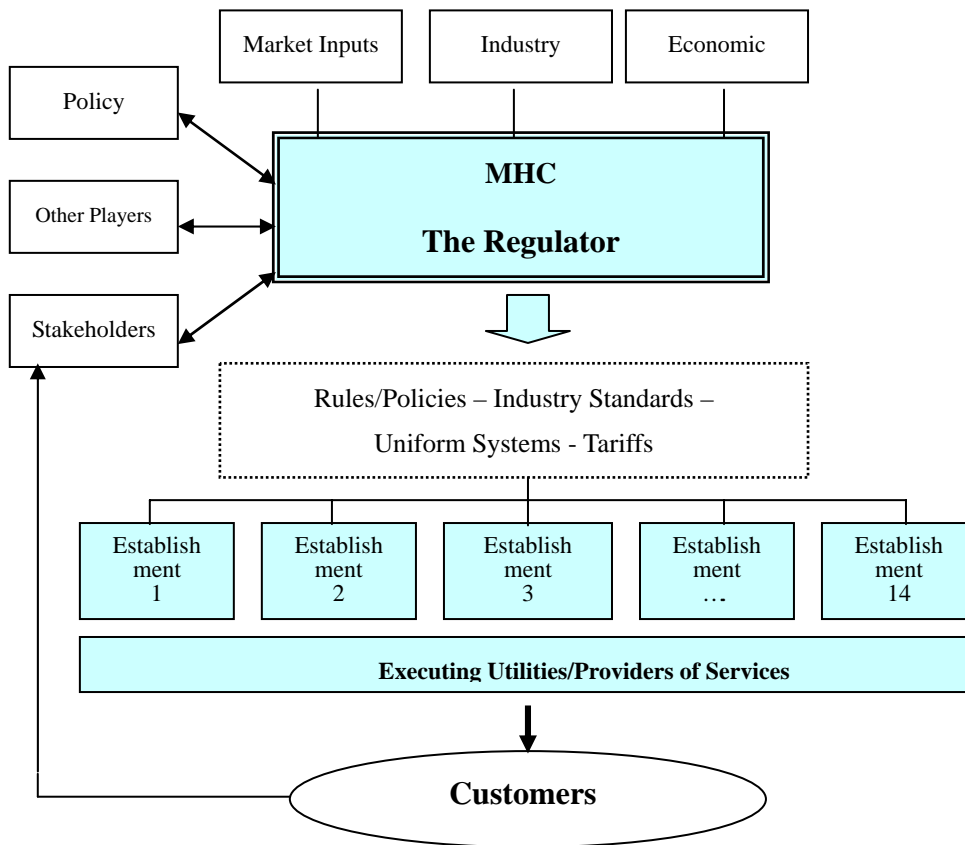 Market Inputs
Industry
Economic
Policy
Other Players
Stakeholders
MHC
The Regulator
Rules/Policies – Industry Standards –
Uniform Systems - Tariffs
Establish
ment
1
Establish
ment
2
Establish
ment
3
Establish
ment
….
Establish
ment
14
Executing Utilities/Providers of Services
Customers